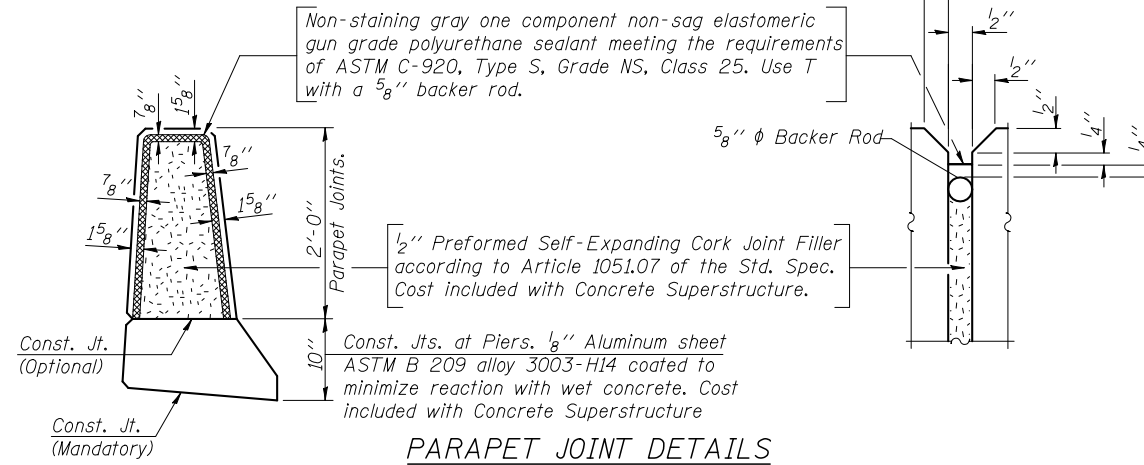 Non-staining gray one component non-sag elastomeric
gun grade polyurethane sealant meeting the requirements
of ASTM C-920, Type S, Grade NS, Class 25. Use T
with a 5/8" backer rod.
1/2"
1/2"
1/2"
1/4"
1/4"
5/8" ϕ Backer Rod
7/8"
1 5/8"
7/8"
7/8"
1 5/8"
1 5/8"
2'-0"
Parapet Joints.
1/2" Preformed Self-Expanding Cork Joint Filler
according to Article 1051.07 of the Std. Spec.
Cost included with Concrete Superstructure.
Const. Jt.
(Optional)
10"
Const. Jts. at Piers. 1/8" Aluminum sheet
ASTM B 209 alloy 3003-H14 coated to
minimize reaction with wet concrete. Cost
included with Concrete Superstructure
Const. Jt.
(Mandatory)
PARAPET JOINT DETAILS